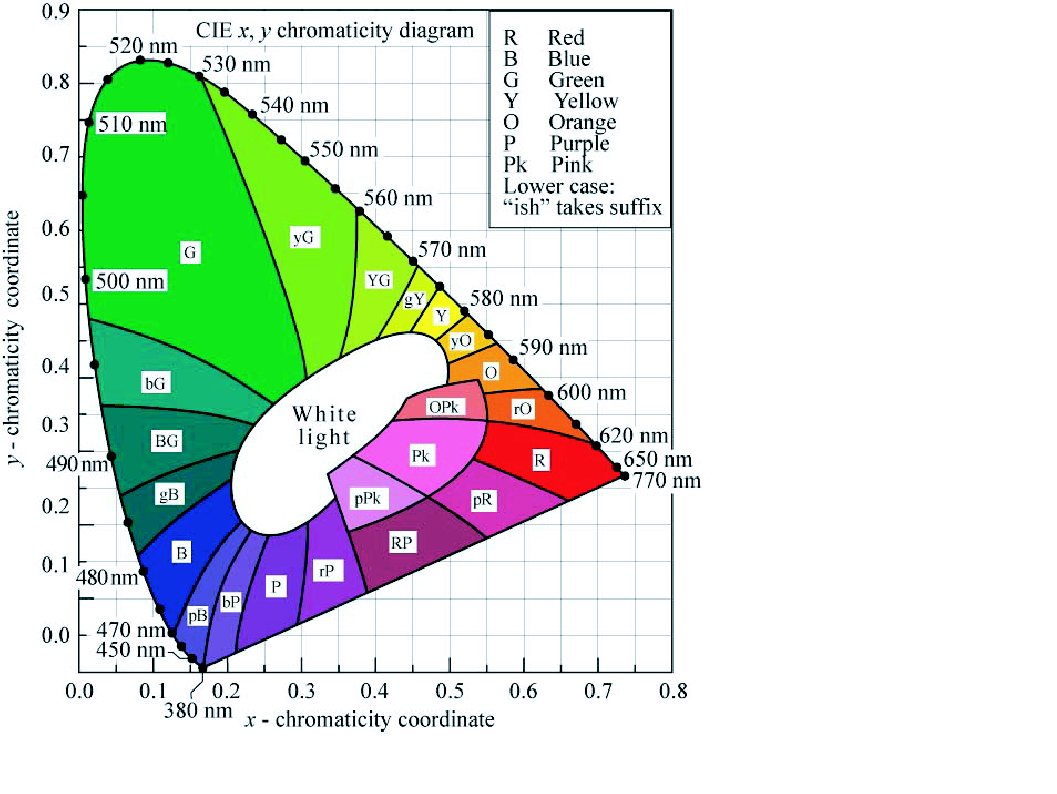 CIE x, y chromaticity diagram
R Red
B Blue
G Green
Y Yellow
O Orange
P Purple
Pk Pink
Lower case:
“ish” takes suffix
0.9
0.8
0.7
0.6
0.5
0.4
0.3
0.2
0.1
0.0
y - chromaticity coordinate
520 nm
530 nm
510 nm
540 nm
550 nm
560 nm
570 nm
500 nm
580 nm
590 nm
600 nm
620 nm
650 nm
770 nm
490 nm
480 nm
470 nm
450 nm
380 nm
G
yG
YG
gY
Y
yO
O
bG
White
light
OPk
rO
BG
Pk
R
gB
pPk
pR
B
RP
rP
P
bP
pB
0.0 0.1 0.2 0.3 0.4 0.5 0.6 0.7 0.8
x - chromaticity coordinate